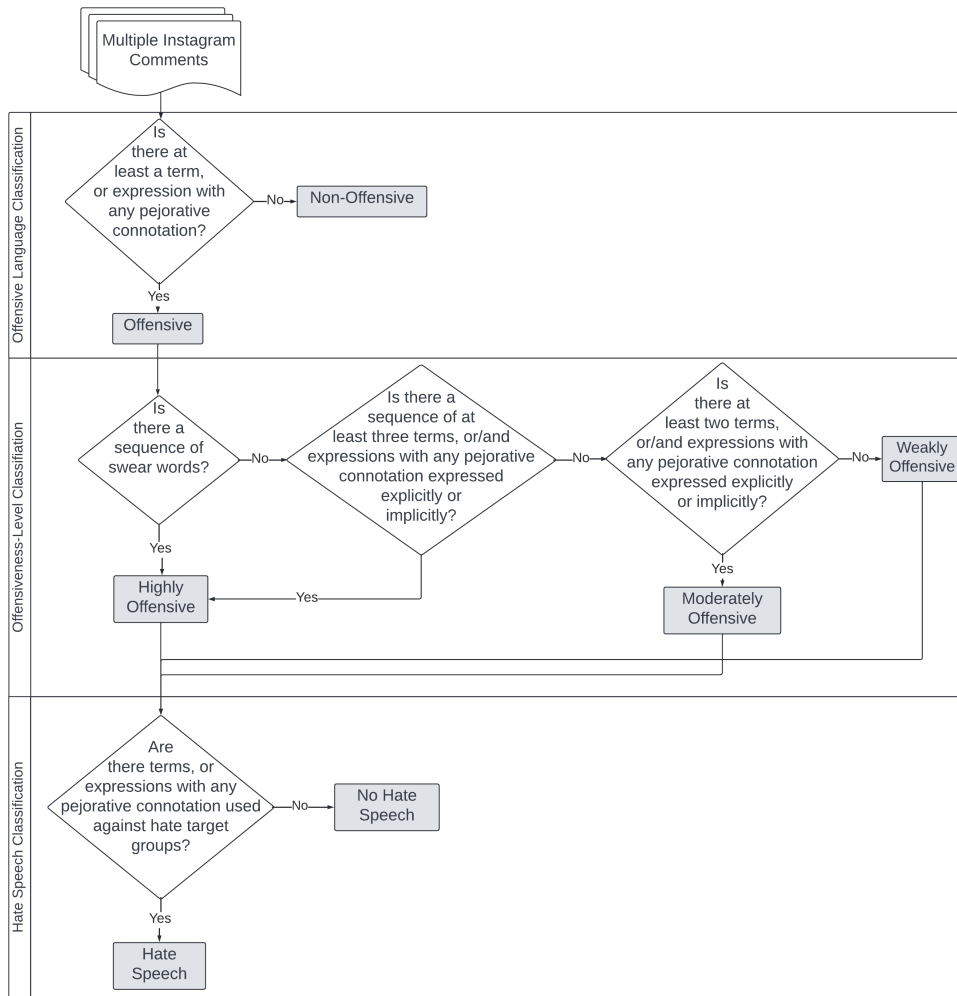 Multiple Instagram
Comments
Offensive Language Classification
Is
there at
least a term,
or expression with
any pejorative
connotation?
No
Non-Offensive
Yes
Offensive
Offensiveness-Level Classifiation
Is
there a
sequence of
swear words?
No
Is there a
sequence of at
least three terms, or/and
expressions with any pejorative
connotation expressed
explicitly or
implicitly?
No
Is
there at
least two terms,
or/and expressions with
any pejorative connotation
expressed explicitly
or implicitly?
No
Weakly
Offensive
Yes
Highly
Offensive
Yes
Yes
Moderately
Offensive
Hate Speech Classification
Are
there terms, or
expressions with any
pejorative connotation used
against hate target
groups?
No
No Hate
Speech
Yes
Hate
Speech